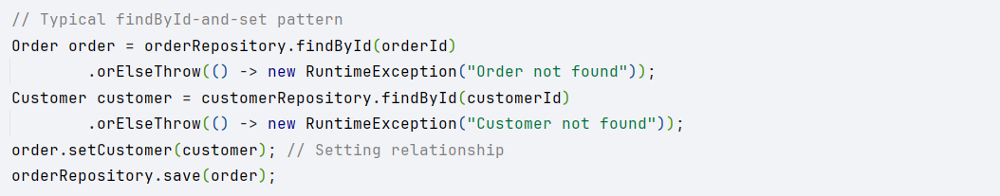 // Typical findById-and-set pattern
Order order = orderRepository.findById(orderId)
        .orElseThrow(() -> new RuntimeException("Order not found"));
Customer customer = customerRepository.findById(customerId)
        .orElseThrow(() -> new RuntimeException("Customer not found"));
order.setCustomer(customer); // Setting relationship
orderRepository.save(order);